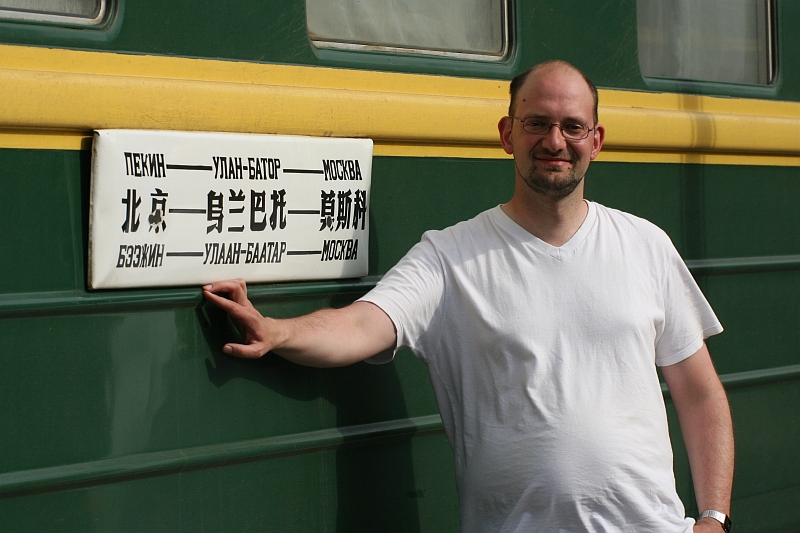 ПЕКИН—УЛАН-БАТОР—МОСКВА
北京—乌兰巴托—莫斯科
БЭЭЖИН—УЛААН-БААТАР—МОСКВА